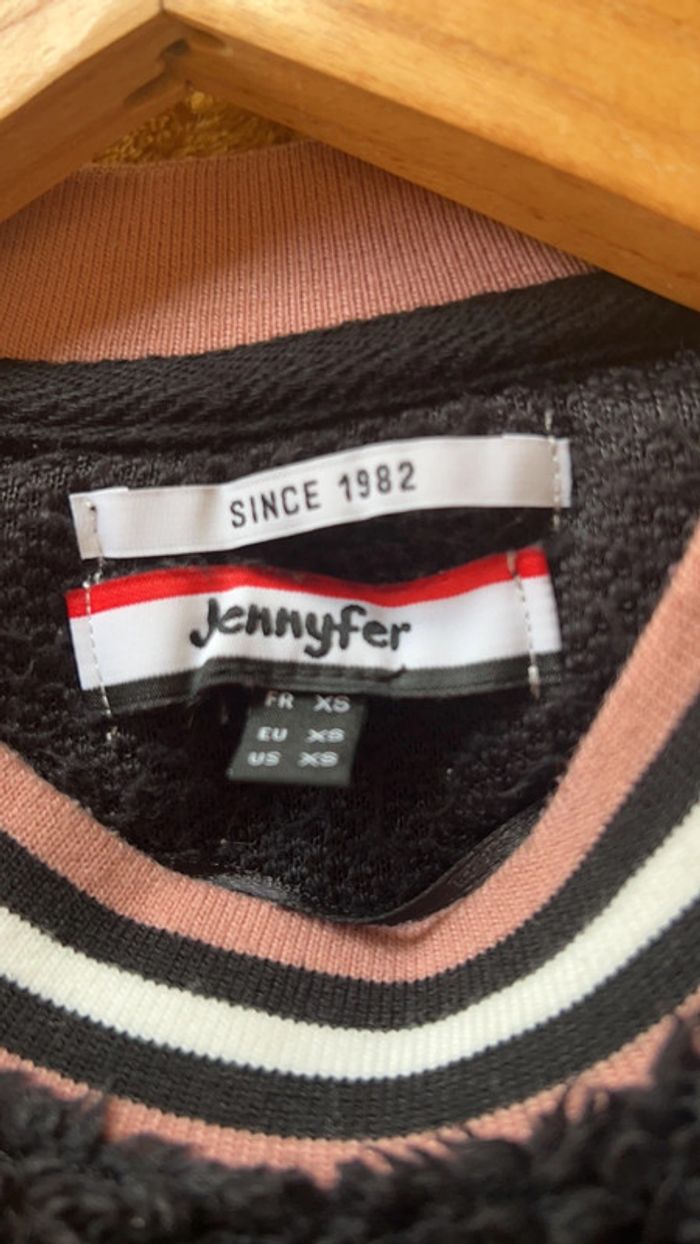 SINCE 1982
Jennyfer
FR XS
EU XS
US XS